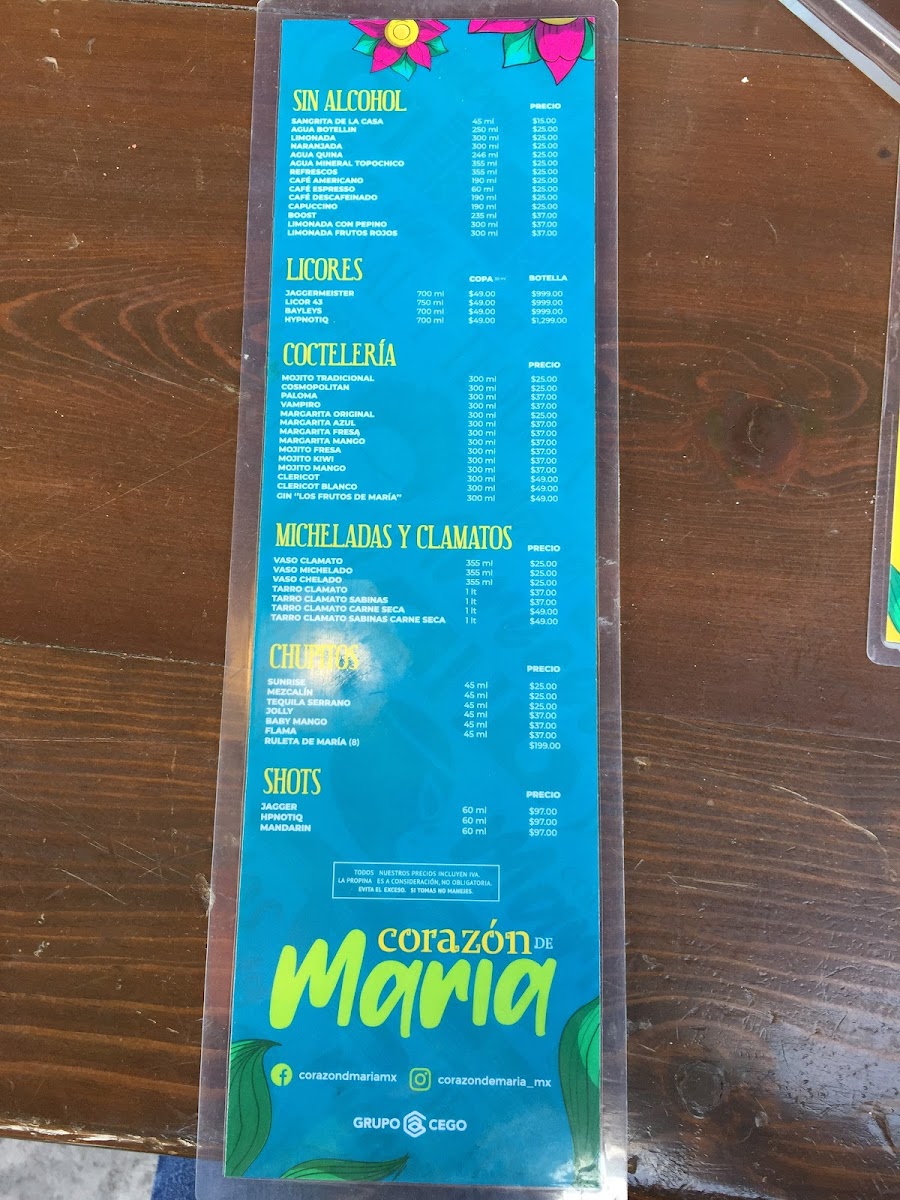 SIN ALCOHOL PRECIO
SANGRITA DE LA CASA 45 ml $15.00
AGUA BOTELLIN 250 ml $25.00
LIMONADA 300 ml $25.00
NARANJADA 300 ml $25.00
AGUA QUINA 246 ml $25.00
AGUA MINERAL TOPOCHICO 355 ml $25.00
REFRESCOS 355 ml $25.00
CAFÉ AMERICANO 190 ml $25.00
CAFÉ ESPRESSO 60 ml $25.00
CAFÉ DESCAFEINADO 190 ml $25.00
CAPUCCINO 190 ml $25.00
BOOST 235 ml $37.00
LIMONADA CON PEPINO 300 ml $37.00
LIMONADA FRUTOS ROJOS 300 ml $37.00
LICORES COPA BOTELLA
JAGGERMEISTER 700 ml $49.00 $999.00
LICOR 43 750 ml $49.00 $999.00
BAYLEYS 700 ml $49.00 $999.00
HYPNOTIQ 700 ml $49.00 $1,299.00
COCTELERÍA PRECIO
MOJITO TRADICIONAL 300 ml $25.00
COSMOPOLITAN 300 ml $25.00
PALOMA 300 ml $37.00
VAMPIRO 300 ml $37.00
MARGARITA ORIGINAL 300 ml $25.00
MARGARITA AZUL 300 ml $37.00
MARGARITA FRESA 300 ml $37.00
MARGARITA MANGO 300 ml $37.00
MOJITO FRESA 300 ml $37.00
MOJITO KIWI 300 ml $37.00
MOJITO MANGO 300 ml $37.00
CLERICOT 300 ml $49.00
CLERICOT BLANCO 300 ml $49.00
GIN "LOS FRUTOS DE MARÍA" 300 ml $49.00
MICHELADAS Y CLAMATOS PRECIO
VASO CLAMATO 355 ml $25.00
VASO MICHELADO 355 ml $25.00
VASO CHELADO 355 ml $25.00
TARRO CLAMATO 1 lt $37.00
TARRO CLAMATO SABINAS 1 lt $37.00
TARRO CLAMATO CARNE SECA 1 lt $49.00
TARRO CLAMATO SABINAS CARNE SECA 1 lt $49.00
CHUPITOS PRECIO
SUNRISE 45 ml $25.00
MEZCALÍN 45 ml $25.00
TEQUILA SERRANO 45 ml $25.00
JOLLY 45 ml $37.00
BABY MANGO 45 ml $37.00
FLAMA 45 ml $37.00
RULETA DE MARÍA (8) $199.00
SHOTS PRECIO
JAGGER 60 ml $97.00
HPNOTIQ 60 ml $97.00
MANDARIN 60 ml $97.00
TODOS NUESTROS PRECIOS INCLUYEN IVA.
LA PROPINA ES A CONSIDERACIÓN, NO OBLIGATORIA.
EVITA EL EXCESO. SI TOMAS NO MANEJES.
corazón DE
Maria
corazondmariamx corazondemaria_mx
GRUPO CEGO